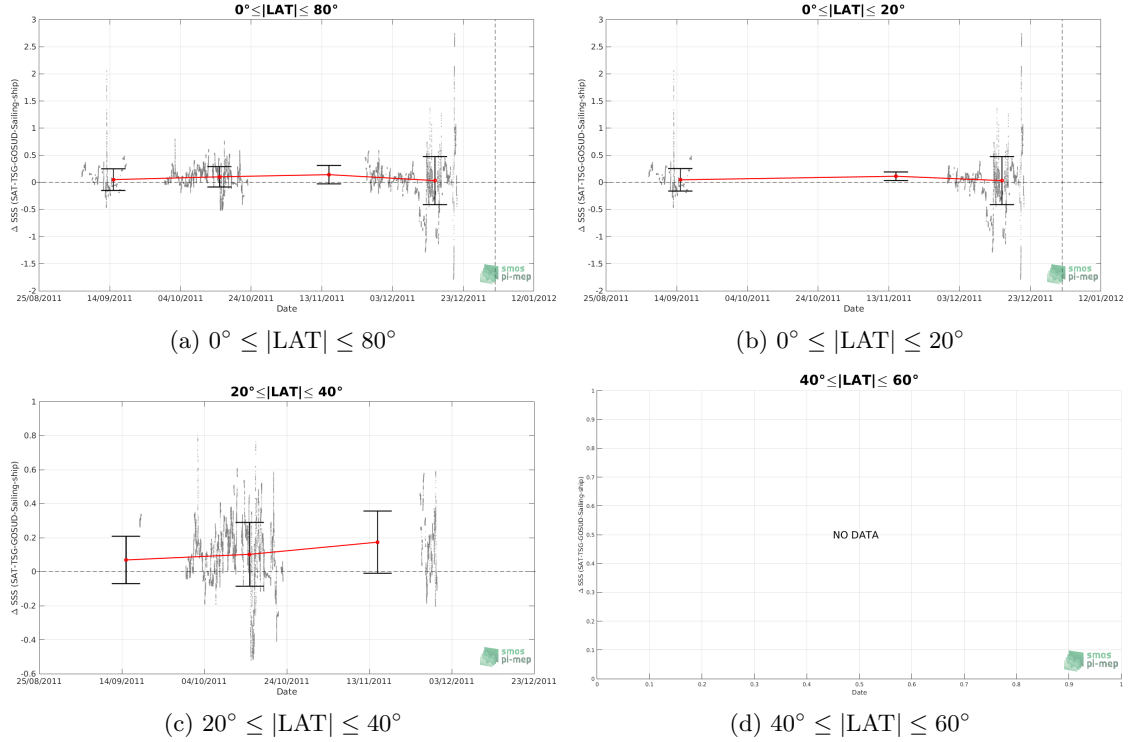 0°≤|LAT|≤ 80°
Δ SSS (SAT-TSG-GOSUD-Sailing-ship)
3
2.5
2
1.5
1
0.5
0
-0.5
-1
-1.5
-2
25/08/2011 14/09/2011 04/10/2011 24/10/2011 13/11/2011 03/12/2011 23/12/2011 12/01/2012
Date
smos
pi-mep
(a) 0° ≤ |LAT| ≤ 80°
0°≤|LAT|≤ 20°
Δ SSS (SAT-TSG-GOSUD-Sailing-ship)
3
2.5
2
1.5
1
0.5
0
-0.5
-1
-1.5
-2
25/08/2011 14/09/2011 04/10/2011 24/10/2011 13/11/2011 03/12/2011 23/12/2011 12/01/2012
Date
smos
pi-mep
(b) 0° ≤ |LAT| ≤ 20°
20°≤|LAT|≤ 40°
Δ SSS (SAT-TSG-GOSUD-Sailing-ship)
1
0.8
0.6
0.4
0.2
0
-0.2
-0.4
-0.6
25/08/2011 14/09/2011 04/10/2011 24/10/2011 13/11/2011 03/12/2011 23/12/2011
Date
smos
pi-mep
(c) 20° ≤ |LAT| ≤ 40°
40°≤|LAT|≤ 60°
Δ SSS (SAT-TSG-GOSUD-Sailing-ship)
1
0.9
0.8
0.7
0.6
0.5
0.4
0.3
0.2
0.1
0
NO DATA
0 0.1 0.2 0.3 0.4 0.5 0.6 0.7 0.8 0.9 1
Date
smos
pi-mep
(d) 40° ≤ |LAT| ≤ 60°